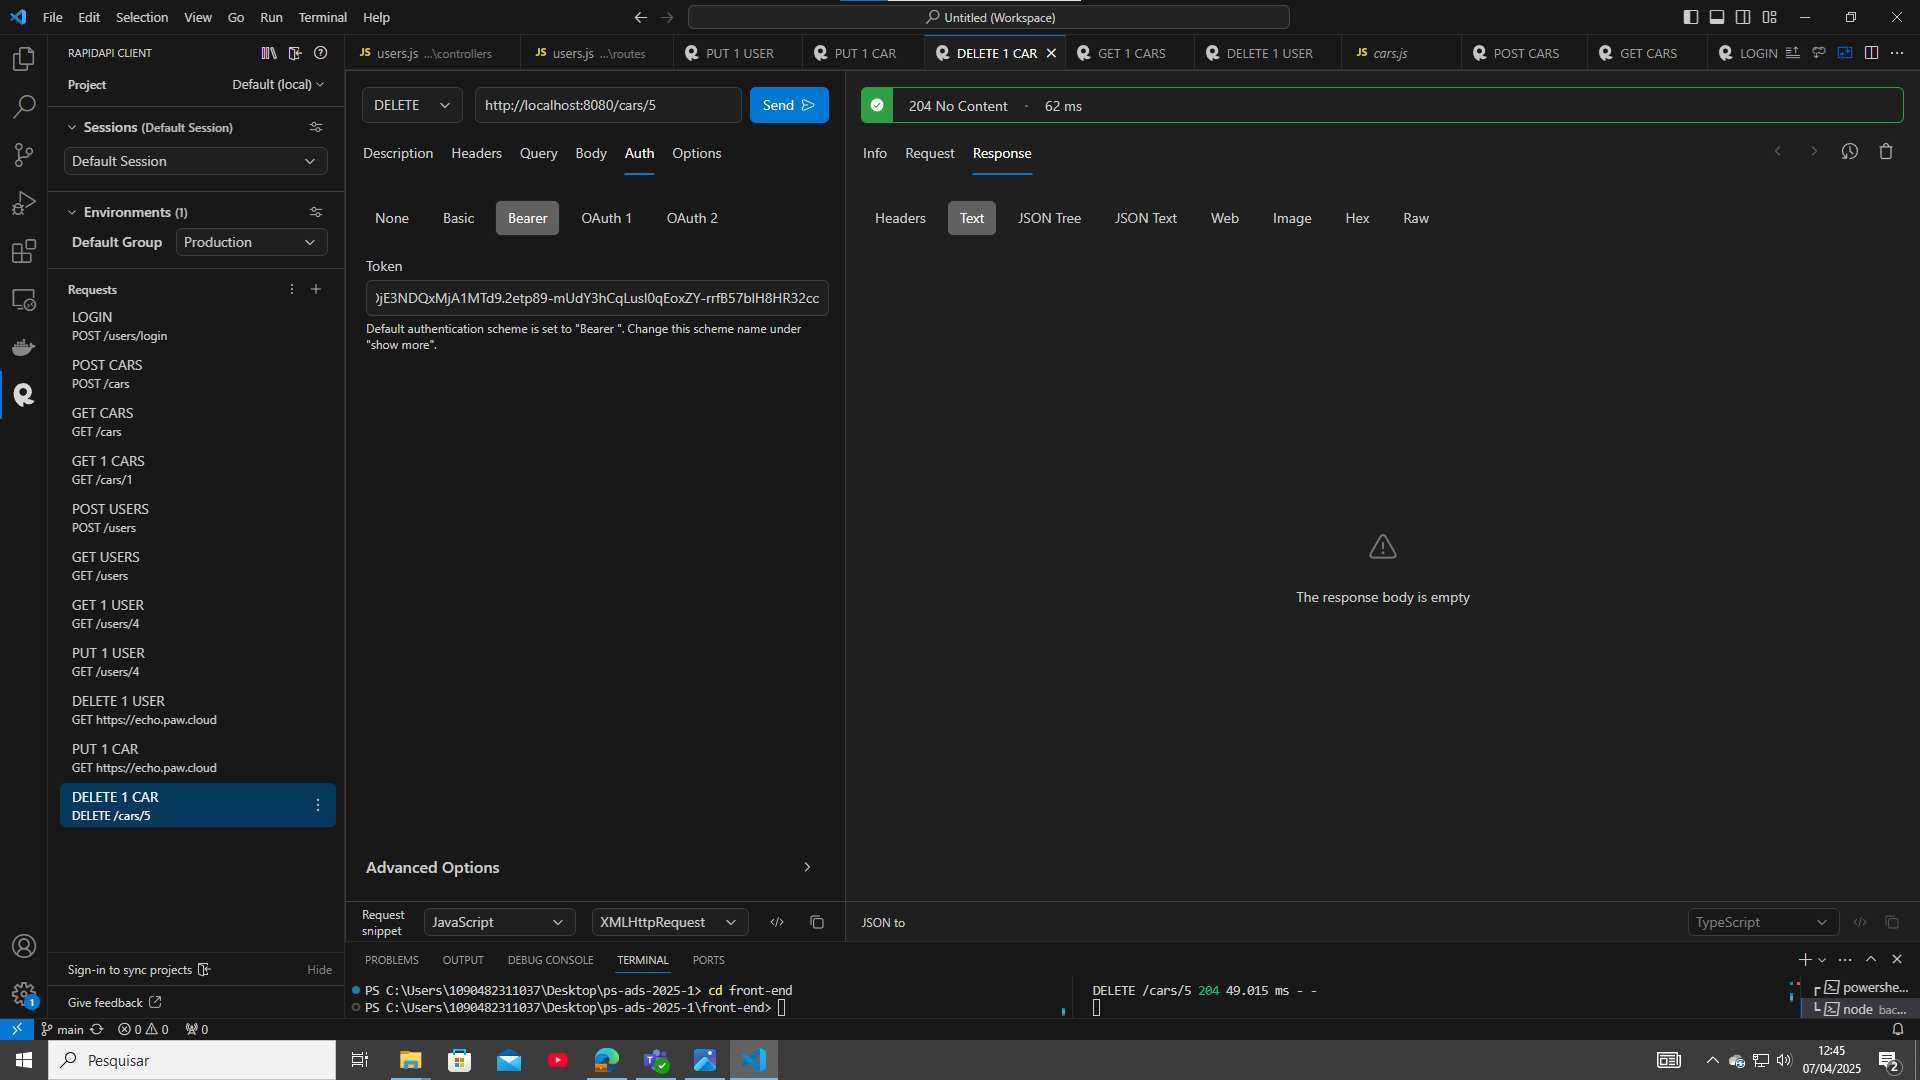 File Edit Selection View Go Run Terminal Help
Untitled (Workspace)
RAPIDAPI CLIENT
Project Default (local)
Sessions (Default Session)
Default Session
Environments (1)
Default Group Production
Requests
LOGIN
POST /users/login
POST CARS
POST /cars
GET CARS
GET /cars
GET 1 CARS
GET /cars/1
POST USERS
POST /users
GET USERS
GET /users
GET 1 USER
GET /users/4
PUT 1 USER
GET /users/4
DELETE 1 USER
GET https://echo.paw.cloud
PUT 1 CAR
GET https://echo.paw.cloud
DELETE 1 CAR
DELETE /cars/5
Sign-in to sync projects Hide
Give feedback
JS users.js ...\controllers JS users.js ...\routes PUT 1 USER PUT 1 CAR DELETE 1 CAR GET 1 CARS DELETE 1 USER JS cars.js POST CARS GET CARS LOGIN
DELETE http://localhost:8080/cars/5 Send
Description Headers Query Body Auth Options
None Basic Bearer OAuth 1 OAuth 2
Token
jE3NDQxMjA1MTd9.2etp89-mUdY3hCqLusI0qEoxZY-rrfB57bIH8HR32cc
Default authentication scheme is set to "Bearer ". Change this scheme name under
"show more".
Advanced Options
Request
snippet
JavaScript XMLHttpRequest
204 No Content · 62 ms
Info Request Response
Headers Text JSON Tree JSON Text Web Image Hex Raw
The response body is empty
JSON to TypeScript
PROBLEMS OUTPUT DEBUG CONSOLE TERMINAL PORTS
PS C:\Users\1090482311037\Desktop\ps-ads-2025-1> cd front-end
PS C:\Users\1090482311037\Desktop\ps-ads-2025-1\front-end>
DELETE /cars/5 204 49.015 ms - -
powershe...
node bac...
1
main 0 0 0
Pesquisar
12:45
07/04/2025
2